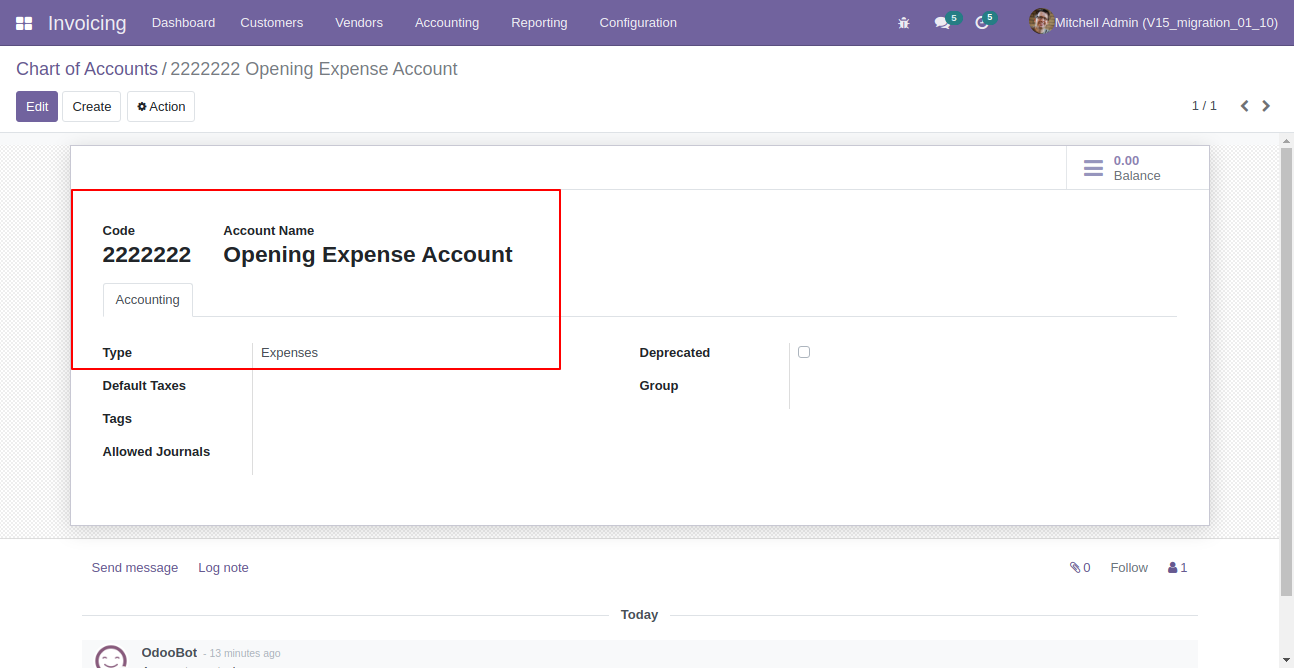 Invoicing Dashboard Customers Vendors Accounting Reporting Configuration 5 5 Mitchell Admin (V15_migration_01_10)
Chart of Accounts / 2222222 Opening Expense Account
Edit Create Action 1 / 1
0.00
Balance
Code Account Name
2222222 Opening Expense Account
Accounting
Type Expenses Deprecated
Default Taxes Group
Tags
Allowed Journals
Send message Log note 0 Follow 1
Today
OdooBot - 13 minutes ago